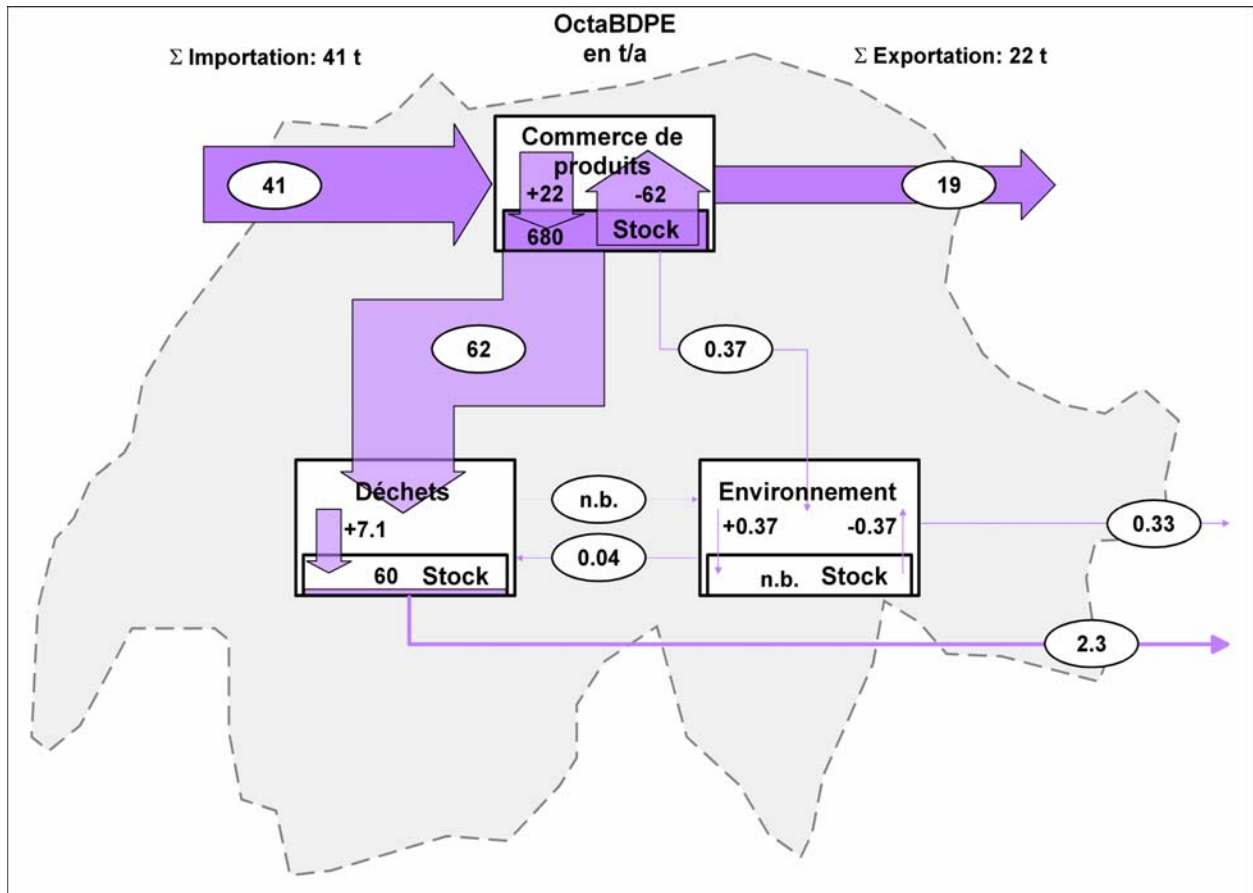 OctaBDPE
en t/a
Σ Importation: 41 t
Σ Exportation: 22 t
Commerce de
produits
41
+22
-62
19
680
Stock
62
0.37
Déchets
n.b.
Environnement
+7.1
+0.37
-0.37
0.33
0.04
60
Stock
n.b.
Stock
2.3